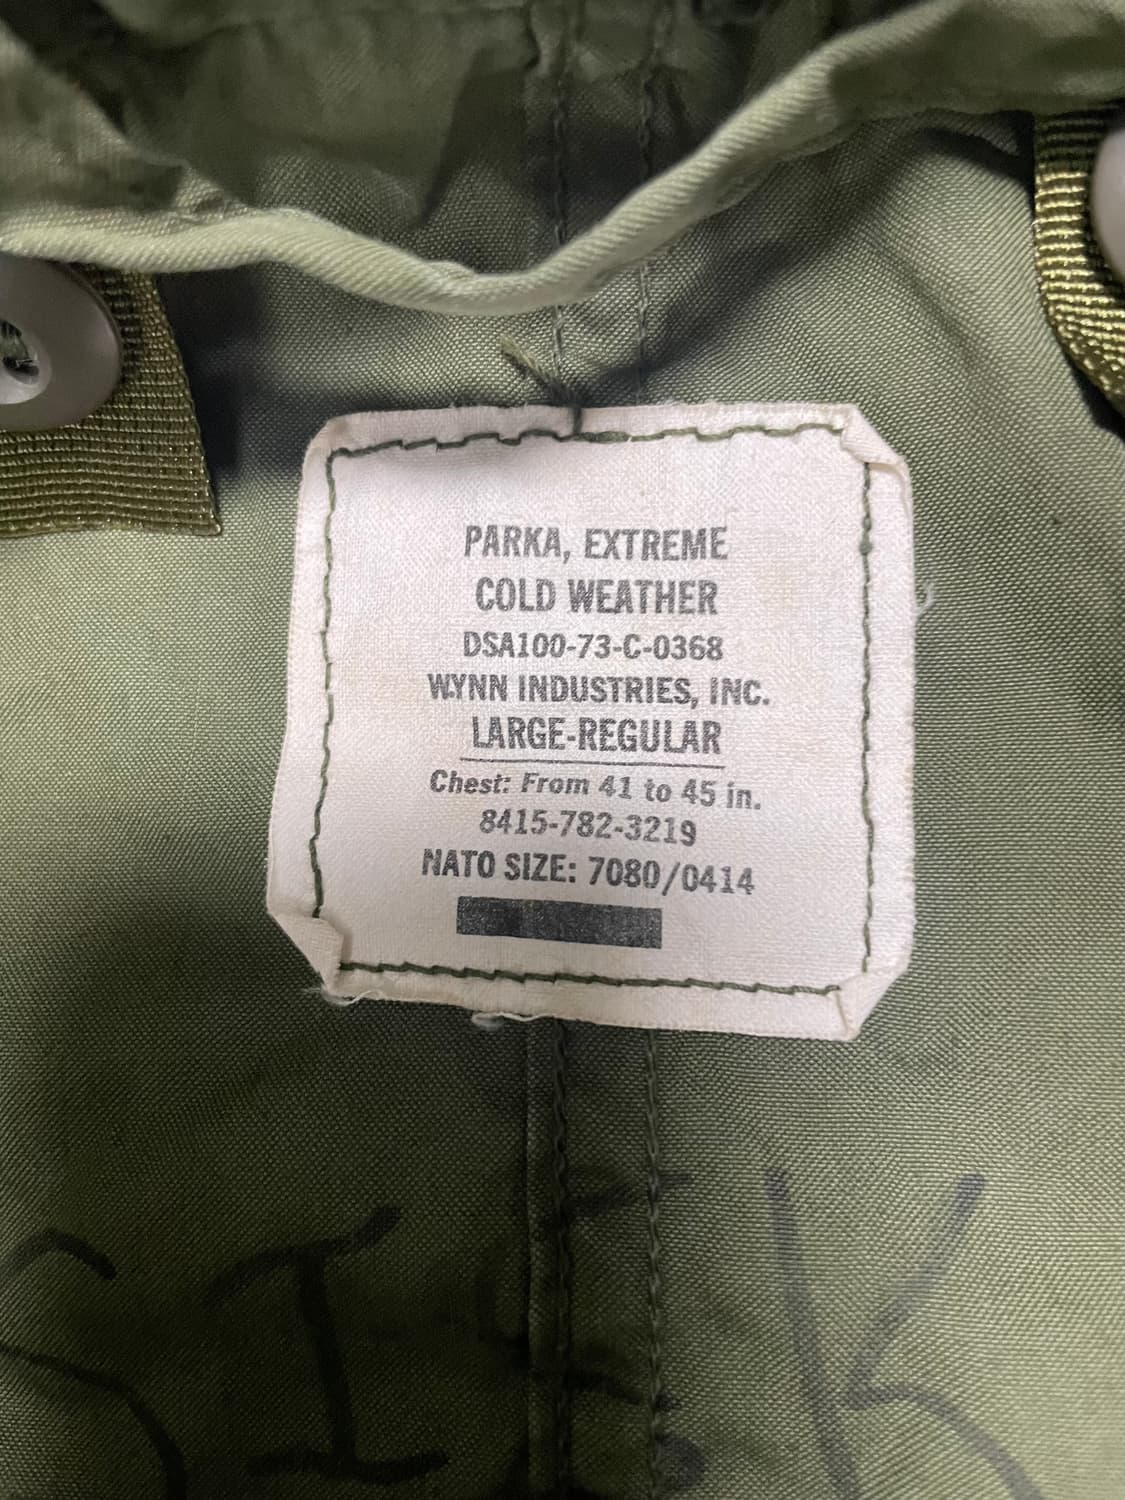 PARKA, EXTREME
COLD WEATHER
DSA100-73-C-0368
WYNN INDUSTRIES, INC.
LARGE-REGULAR
Chest: From 41 to 45 in.
8415-782-3219
NATO SIZE: 7080/0414